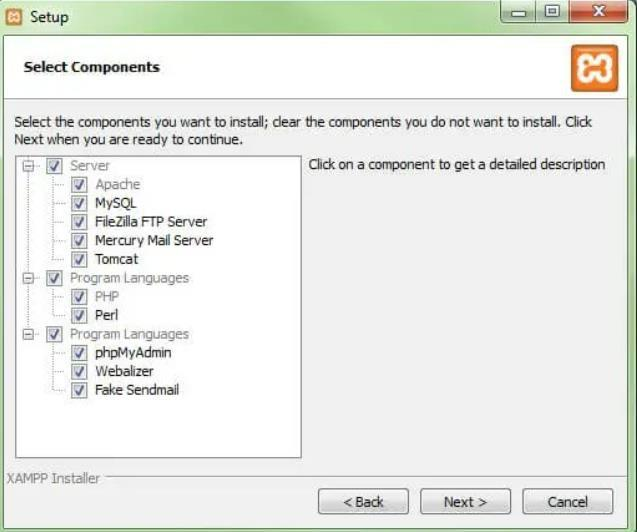 Setup
Select Components
Select the components you want to install; clear the components you do not want to install. Click
Next when you are ready to continue.
Server
Apache
MySQL
FileZilla FTP Server
Mercury Mail Server
Tomcat
Program Languages
PHP
Perl
Program Languages
phpMyAdmin
Webalizer
Fake Sendmail
Click on a component to get a detailed description
XAMPP Installer
< Back
Next >
Cancel